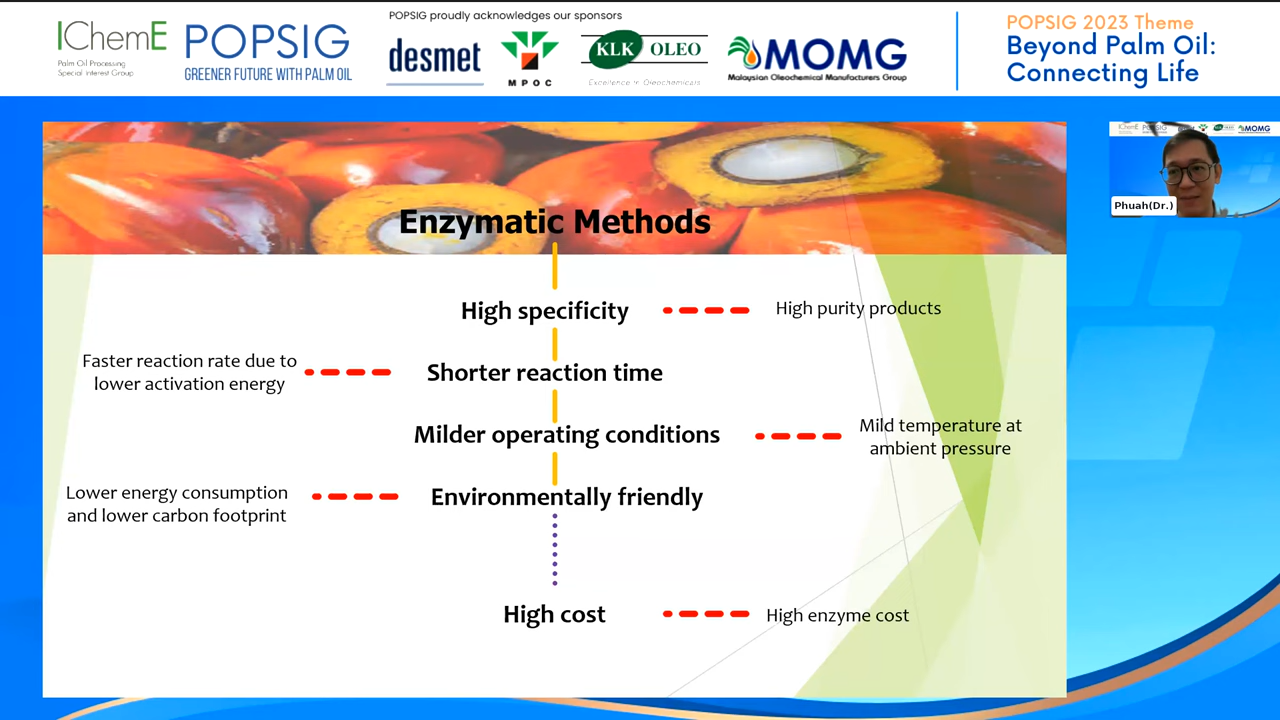 IChemE
Palm Oil Processing
Special Interest Group
POPSIG
GREENER FUTURE WITH PALM OIL
POPSIG proudly acknowledges our sponsors
desmet
MPOC
KLK OLEO
Excellence in Oleochemicals
MOMG
Malaysian Oleochemical Manufacturers Group
POPSIG 2023 Theme
Beyond Palm Oil:
Connecting Life
IChemE
MOMG
Phuah(Dr.)
Enzymatic Methods
High specificity
High purity products
Faster reaction rate due to
lower activation energy
Shorter reaction time
Milder operating conditions
Mild temperature at
ambient pressure
Lower energy consumption
and lower carbon footprint
Environmentally friendly
High cost
High enzyme cost